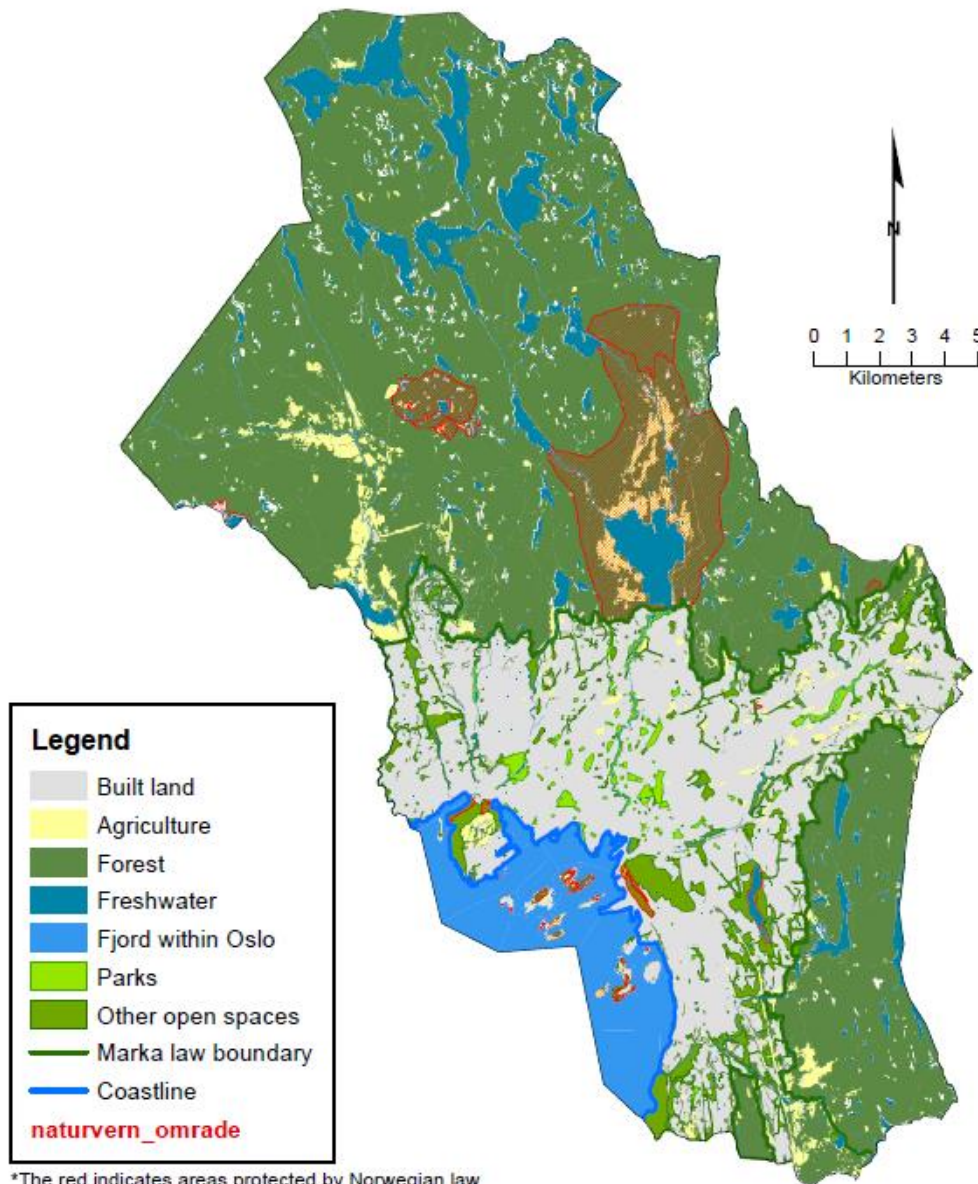 N
0 1 2 3 4 5
Kilometers
Legend
Built land
Agriculture
Forest
Freshwater
Fjord within Oslo
Parks
Other open spaces
Marka law boundary
Coastline
naturvern_omrade
*The red indicates areas protected by Norwegian law